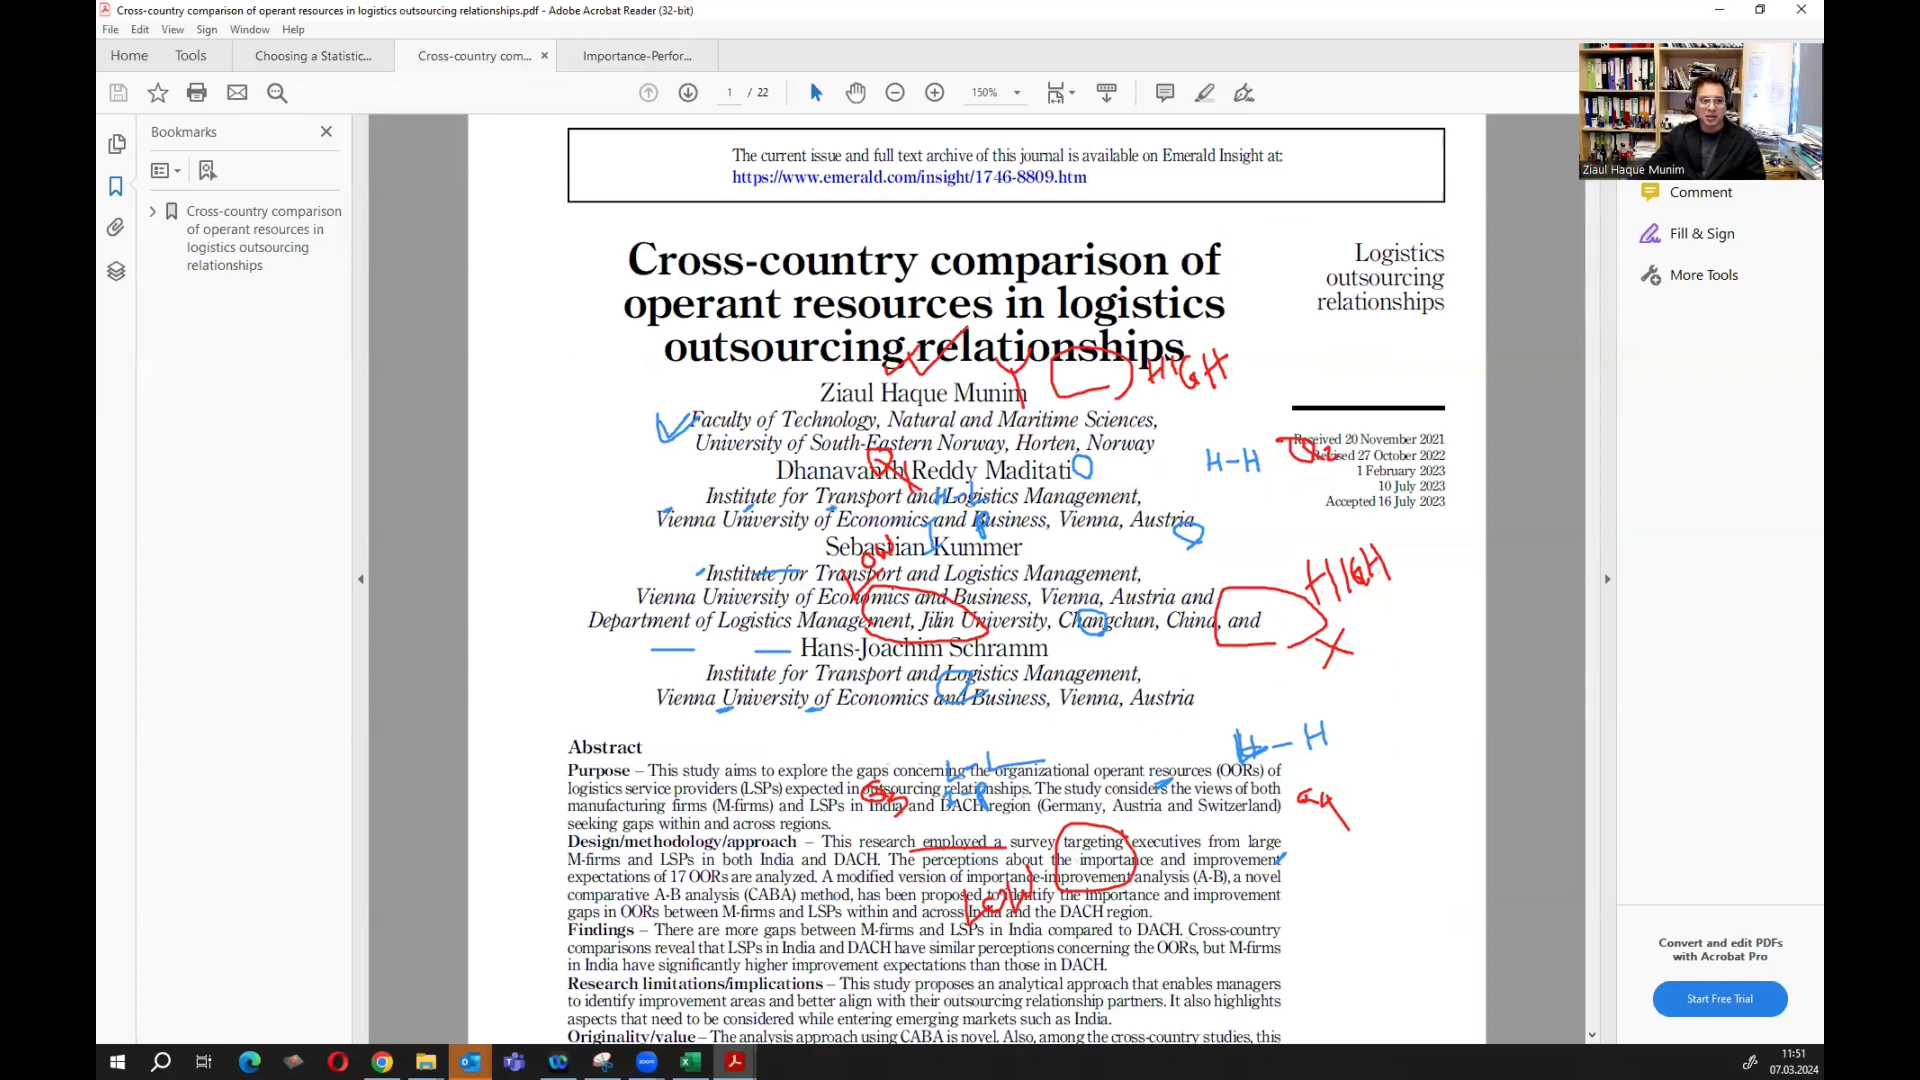 Cross-country comparison of operant resources in logistics outsourcing relationships.pdf - Adobe Acrobat Reader (32-bit)
File Edit View Sign Window Help
Home Tools Choosing a Statistic... Cross-country com... × Importance-Perfor...
1 / 22 150%
Bookmarks
Cross-country comparison
of operant resources in
logistics outsourcing
relationships
The current issue and full text archive of this journal is available on Emerald Insight at:
https://www.emerald.com/insight/1746-8809.htm
Cross-country comparison of
operant resources in logistics
outsourcing relationships
Logistics
outsourcing
relationships
HIGH
Ziaul Haque Munim
Faculty of Technology, Natural and Maritime Sciences,
University of South-Eastern Norway, Horten, Norway
Dhanavanth Reddy Maditati
Institute for Transport and Logistics Management,
Vienna University of Economics and Business, Vienna, Austria
Sebastian Kummer
Institute for Transport and Logistics Management,
Vienna University of Economics and Business, Vienna, Austria and
Department of Logistics Management, Jilin University, Changchun, China, and
Hans-Joachim Schramm
Institute for Transport and Logistics Management,
Vienna University of Economics and Business, Vienna, Austria
Received 20 November 2021
Revised 27 October 2022
1 February 2023
10 July 2023
Accepted 16 July 2023
H-H
H-L
I P
LOW
HIGH
X
H - H
L-L
I-P
LOW
Abstract
Purpose – This study aims to explore the gaps concerning the organizational operant resources (OORs) of
logistics service providers (LSPs) expected in outsourcing relationships. The study considers the views of both
manufacturing firms (M-firms) and LSPs in India and DACH region (Germany, Austria and Switzerland)
seeking gaps within and across regions.
Design/methodology/approach – This research employed a survey targeting executives from large
M-firms and LSPs in both India and DACH. The perceptions about the importance and improvement
expectations of 17 OORs are analyzed. A modified version of importance-improvement analysis (A-B), a novel
comparative A-B analysis (CABA) method, has been proposed to identify the importance and improvement
gaps in OORs between M-firms and LSPs within and across India and the DACH region.
Findings – There are more gaps between M-firms and LSPs in India compared to DACH. Cross-country
comparisons reveal that LSPs in India and DACH have similar perceptions concerning the OORs, but M-firms
in India have significantly higher improvement expectations than those in DACH.
Research limitations/implications – This study proposes an analytical approach that enables managers
to identify improvement areas and better align with their outsourcing relationship partners. It also highlights
aspects that need to be considered while entering emerging markets such as India.
Originality/value – The analysis approach using CABA is novel. Also, among the cross-country studies, this
Ziaul Haque Munim
Comment
Fill & Sign
More Tools
Convert and edit PDFs
with Acrobat Pro
Start Free Trial
11:51
07.03.2024